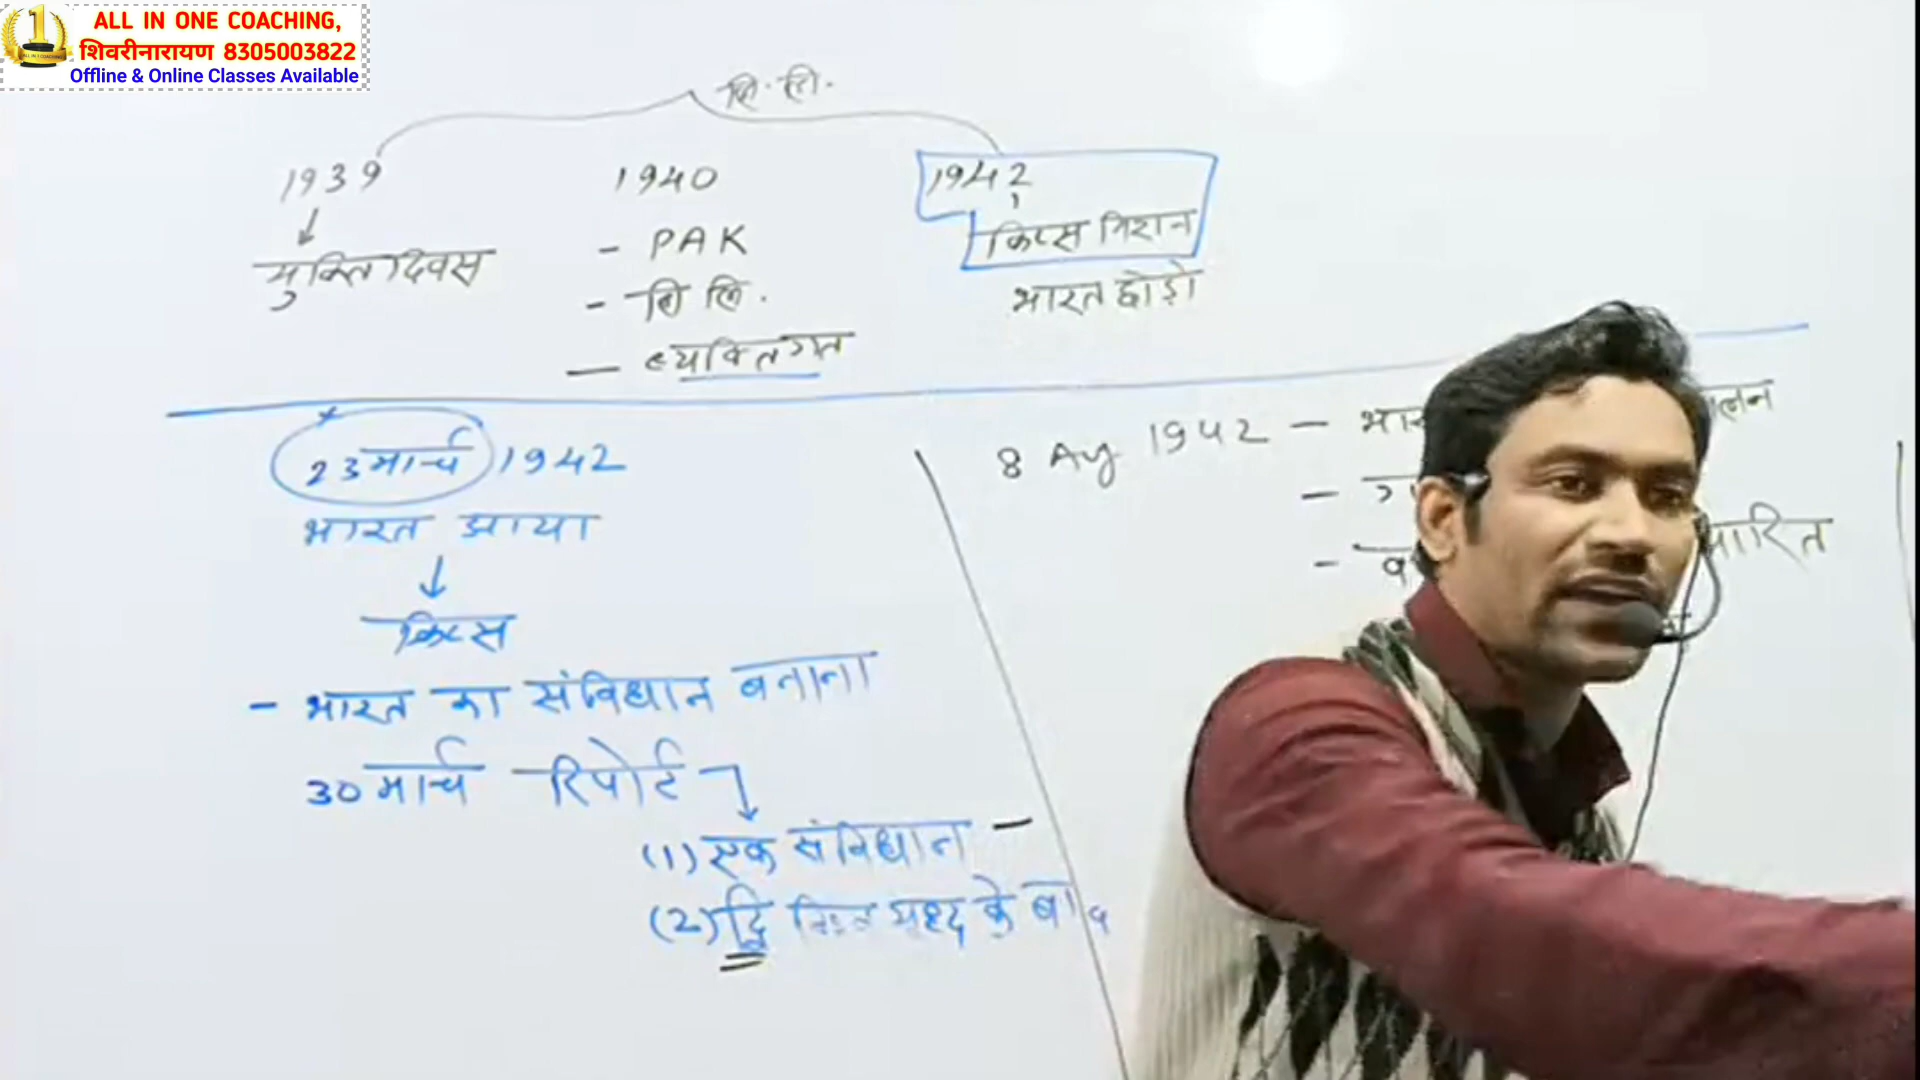 ALL IN ONE COACHING,
शिवरीनारायण 8305003822
Offline & Online Classes Available
लि. लि.
1939
1940
1942
मुक्ति दिवस
- PAK
क्रिप्स मिशन
- लि लि.
भारत छोड़ो
- व्यक्तिगत
23 मार्च 1942
8 Aug 1942 -
भारत आया
पारित
क्रिप्स
- भारत का संविधान बनाना
30 मार्च रिपोर्ट
(1) एक संविधान -
(2) द्वि विश्व युद्ध के बाद